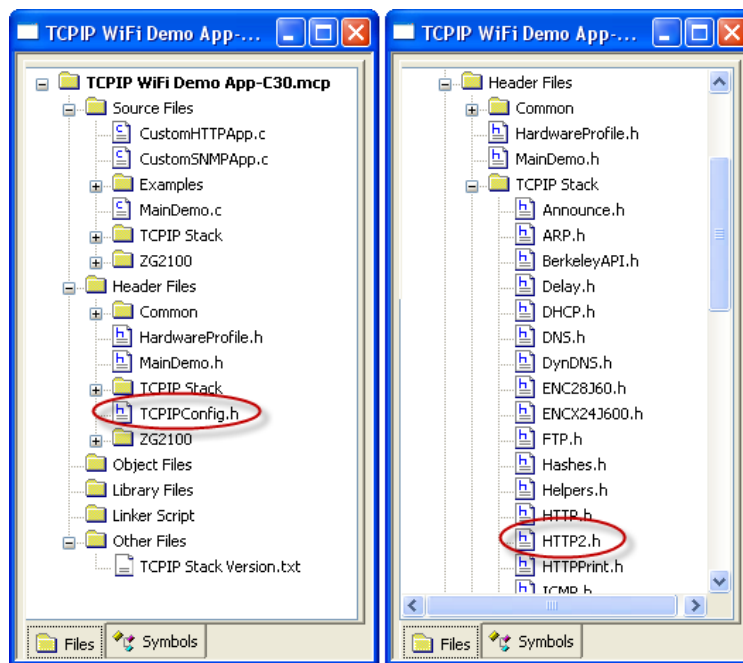 TCPIP WiFi Demo App-...
TCPIP WiFi Demo App-C30.mcp
Source Files
CustomHTTPApp.c
CustomSNMPApp.c
Examples
MainDemo.c
TCPIP Stack
ZG2100
Header Files
Common
HardwareProfile.h
MainDemo.h
TCPIP Stack
TCPIPConfig.h
ZG2100
Object Files
Library Files
Linker Script
Other Files
TCPIP Stack Version.txt
Files
Symbols
TCPIP WiFi Demo App-...
Header Files
Common
HardwareProfile.h
MainDemo.h
TCPIP Stack
Announce.h
ARP.h
BerkeleyAPI.h
Delay.h
DHCP.h
DNS.h
DynDNS.h
ENC28J60.h
ENCX24J600.h
FTP.h
Hashes.h
Helpers.h
HTTP.h
HTTP2.h
HTTPPrint.h
ICMP.h
Files
Symbols